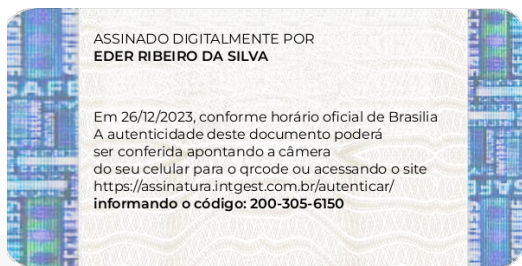 ASSINADO DIGITALMENTE POR
EDER RIBEIRO DA SILVA
Em 26/12/2023, conforme horário oficial de Brasilia
A autenticidade deste documento poderá
ser conferida apontando a câmera
do seu celular para o qrcode ou acessando o site
https://assinatura.intgest.com.br/autenticar/
informando o código: 200-305-6150